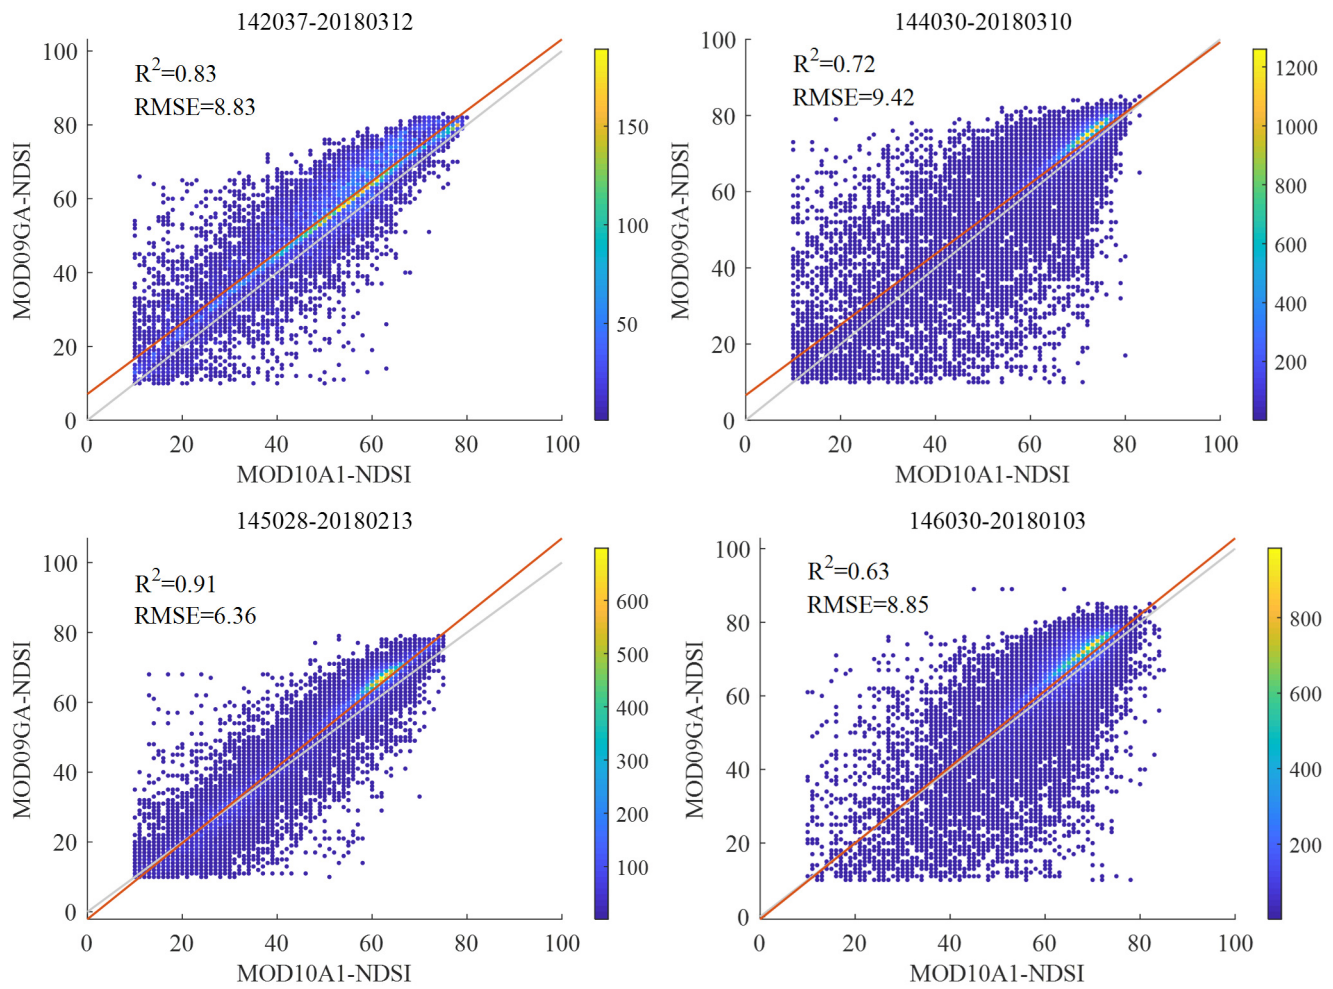 142037-20180312
R²=0.83
RMSE=8.83
MOD09GA-NDSI
100
80
60
40
20
0
0 20 40 60 80 100
MOD10A1-NDSI
150
100
50
144030-20180310
R²=0.72
RMSE=9.42
MOD09GA-NDSI
100
80
60
40
20
0
0 20 40 60 80 100
MOD10A1-NDSI
1200
1000
800
600
400
200
145028-20180213
R²=0.91
RMSE=6.36
MOD09GA-NDSI
100
80
60
40
20
0
0 20 40 60 80 100
MOD10A1-NDSI
600
500
400
300
200
100
146030-20180103
R²=0.63
RMSE=8.85
MOD09GA-NDSI
100
80
60
40
20
0
0 20 40 60 80 100
MOD10A1-NDSI
800
600
400
200